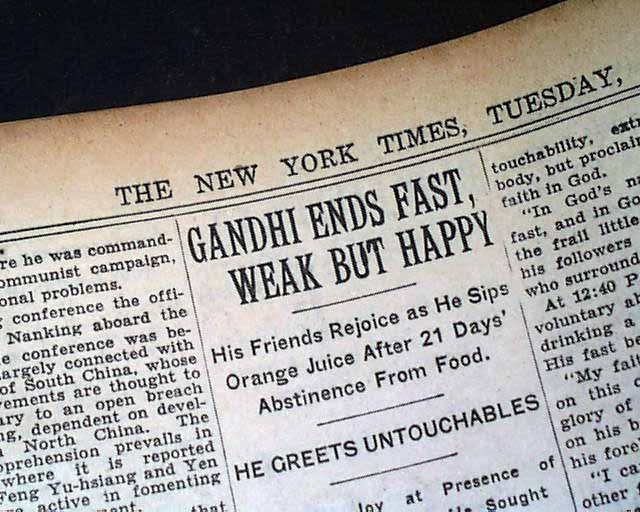 THE NEW YORK TIMES, TUESDAY,
re he was command-
ommunist campaign,
onal problems.
conference the offi-
Nanking aboard the
e conference was be-
argely connected with
of South China, whose
ements are thought to
ary to an open breach
ng, dependent on devel-
North China. The
pprehension prevails in
where it is reported
Feng Yu-hsiang and Yen
active in fomenting
that
GANDHI ENDS FAST,
WEAK BUT HAPPY
His Friends Rejoice as He Sips
Orange Juice After 21 Days'
Abstinence From Food.
HE GREETS UNTOUCHABLES
Joy at Presence of
Sought
touchability, extr
body, but proclaim
faith in God.
"In God's na
fast, and in Go
the frail little
his followers
who surround
At 12:40 P
voluntary a
drinking a
His fast be
"My fai
on this
glory of
on his b
his fore
"I ca
other f